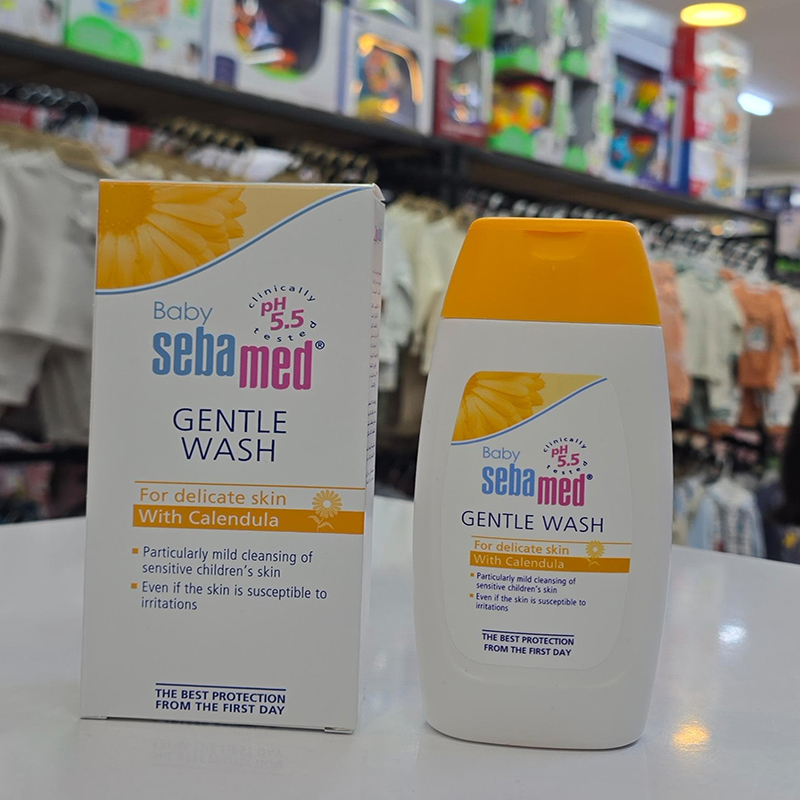 Baby
clinically
pH
5.5
tested
sebamed®
GENTLE
WASH
For delicate skin
With Calendula
Particularly mild cleansing of
sensitive children's skin
Even if the skin is susceptible to
irritations
THE BEST PROTECTION
FROM THE FIRST DAY
Baby
clinically
pH
5.5
tested
sebamed®
GENTLE WASH
For delicate skin
With Calendula
Particularly mild cleansing of
sensitive children's skin
Even if the skin is susceptible to
irritations
THE BEST PROTECTION
FROM THE FIRST DAY